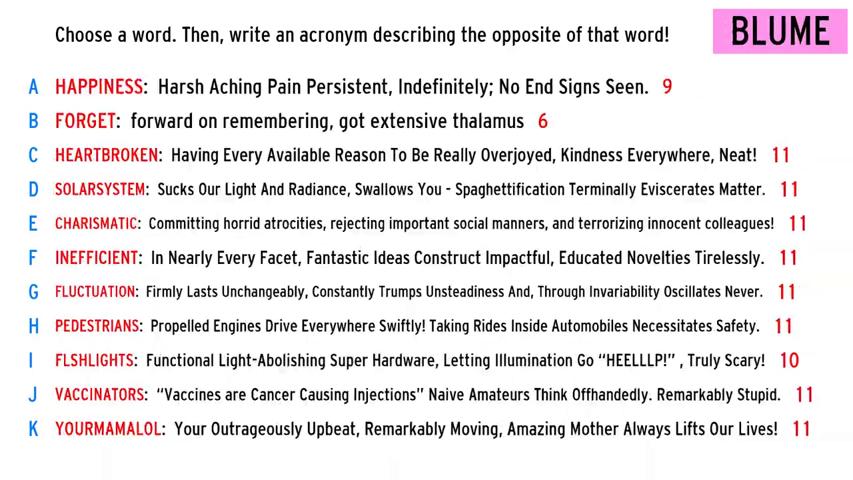 Choose a word. Then, write an acronym describing the opposite of that word!
BLUME
A HAPPINESS: Harsh Aching Pain Persistent, Indefinitely; No End Signs Seen. 9
B FORGET: forward on remembering, got extensive thalamus 6
C HEARTBROKEN: Having Every Available Reason To Be Really Overjoyed, Kindness Everywhere, Neat! 11
D SOLARSYSTEM: Sucks Our Light And Radiance, Swallows You - Spaghettification Terminally Eviscerates Matter. 11
E CHARISMATIC: Committing horrid atrocities, rejecting important social manners, and terrorizing innocent colleagues! 11
F INEFFICIENT: In Nearly Every Facet, Fantastic Ideas Construct Impactful, Educated Novelties Tirelessly. 11
G FLUCTUATION: Firmly Lasts Unchangeably, Constantly Trumps Unsteadiness And, Through Invariability Oscillates Never. 11
H PEDESTRIANS: Propelled Engines Drive Everywhere Swiftly! Taking Rides Inside Automobiles Necessitates Safety. 11
I FLSHLIGHTS: Functional Light-Abolishing Super Hardware, Letting Illumination Go “HEELLLP!” , Truly Scary! 10
J VACCINATORS: “Vaccines are Cancer Causing Injections” Naive Amateurs Think Offhandedly. Remarkably Stupid. 11
K YOURMAMALOL: Your Outrageously Upbeat, Remarkably Moving, Amazing Mother Always Lifts Our Lives! 11